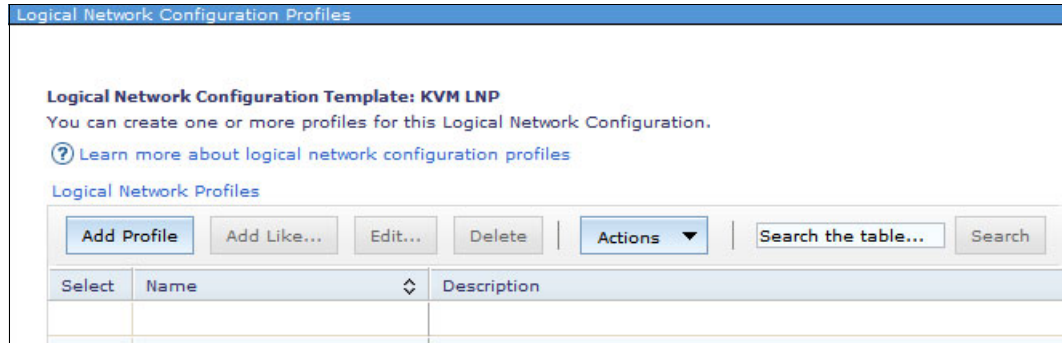 Logical Network Configuration Profiles
Logical Network Configuration Template: KVM LNP
You can create one or more profiles for this Logical Network Configuration.
? Learn more about logical network configuration profiles
Logical Network Profiles
Add Profile Add Like... Edit... Delete Actions Search the table... Search
Select Name Description